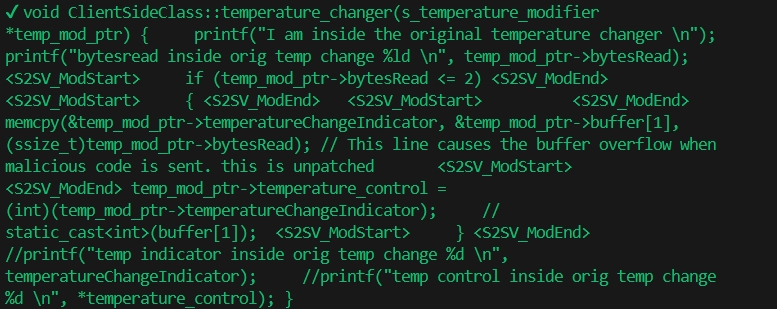 ✓ void ClientSideClass::temperature_changer(s_temperature_modifier
*temp_mod_ptr) {     printf("I am inside the original temperature changer \n");
printf("bytesread inside orig temp change %ld \n", temp_mod_ptr->bytesRead);
<S2SV_ModStart>     if (temp_mod_ptr->bytesRead <= 2) <S2SV_ModEnd>
<S2SV_ModStart>     { <S2SV_ModEnd>   <S2SV_ModStart>         <S2SV_ModEnd>
memcpy(&temp_mod_ptr->temperatureChangeIndicator, &temp_mod_ptr->buffer[1],
(ssize_t)temp_mod_ptr->bytesRead); // This line causes the buffer overflow when
malicious code is sent. this is unpatched      <S2SV_ModStart>
<S2SV_ModEnd> temp_mod_ptr->temperature_control =
(int)(temp_mod_ptr->temperatureChangeIndicator);     //
static_cast<int>(buffer[1]);  <S2SV_ModStart>     } <S2SV_ModEnd>
//printf("temp indicator inside orig temp change %d \n",
temperatureChangeIndicator);     //printf("temp control inside orig temp change
%d \n", *temperature_control); }